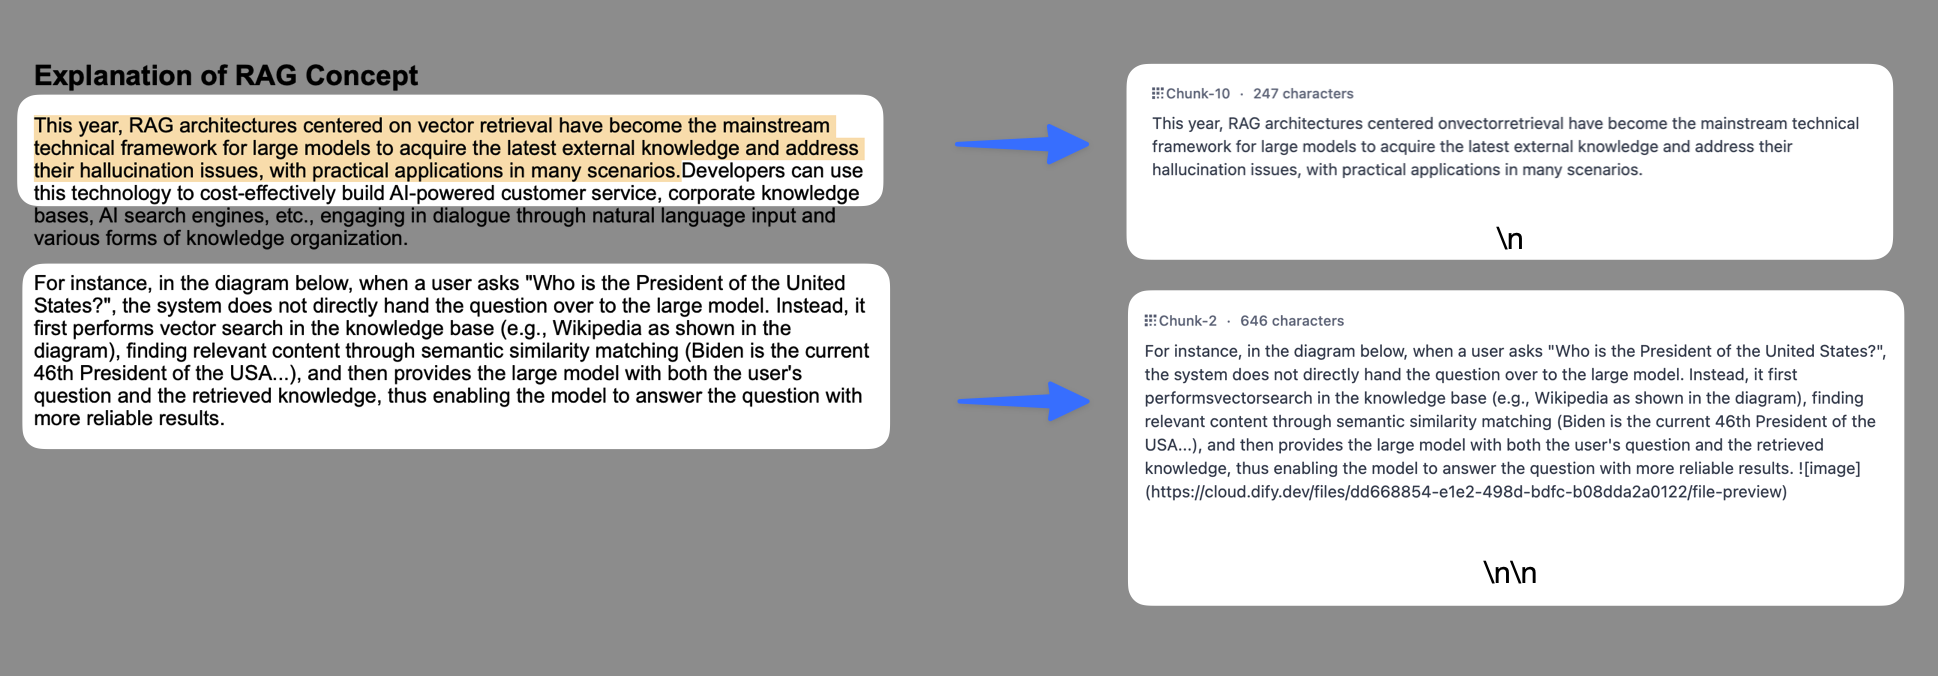 Explanation of RAG Concept
This year, RAG architectures centered on vector retrieval have become the mainstream
technical framework for large models to acquire the latest external knowledge and address
their hallucination issues, with practical applications in many scenarios.Developers can use
this technology to cost-effectively build AI-powered customer service, corporate knowledge
bases, AI search engines, etc., engaging in dialogue through natural language input and
various forms of knowledge organization.
For instance, in the diagram below, when a user asks "Who is the President of the United
States?", the system does not directly hand the question over to the large model. Instead, it
first performs vector search in the knowledge base (e.g., Wikipedia as shown in the
diagram), finding relevant content through semantic similarity matching (Biden is the current
46th President of the USA...), and then provides the large model with both the user's
question and the retrieved knowledge, thus enabling the model to answer the question with
more reliable results.
Chunk-10 · 247 characters
This year, RAG architectures centered onvectorretrieval have become the mainstream technical
framework for large models to acquire the latest external knowledge and address their
hallucination issues, with practical applications in many scenarios.
\n
Chunk-2 · 646 characters
For instance, in the diagram below, when a user asks "Who is the President of the United States?",
the system does not directly hand the question over to the large model. Instead, it first
performsvectorsearch in the knowledge base (e.g., Wikipedia as shown in the diagram), finding
relevant content through semantic similarity matching (Biden is the current 46th President of the
USA...), and then provides the large model with both the user's question and the retrieved
knowledge, thus enabling the model to answer the question with more reliable results. ![image]
(https://cloud.dify.dev/files/dd668854-e1e2-498d-bdfc-b08dda2a0122/file-preview)
\n\n